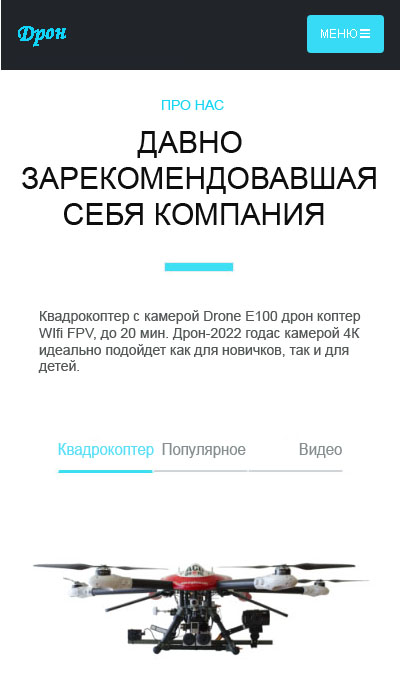 Дрон
МЕНЮ
ПРО НАС
ДАВНО
ЗАРЕКОМЕНДОВАВШАЯ
СЕБЯ КОМПАНИЯ
Квадрокоптер с камерой Drone E100 дрон коптер
WIfi FPV, до 20 мин. Дрон-2022 годас камерой 4К
идеально подойдет как для новичков, так и для
детей.
Квадрокоптер Популярное Видео